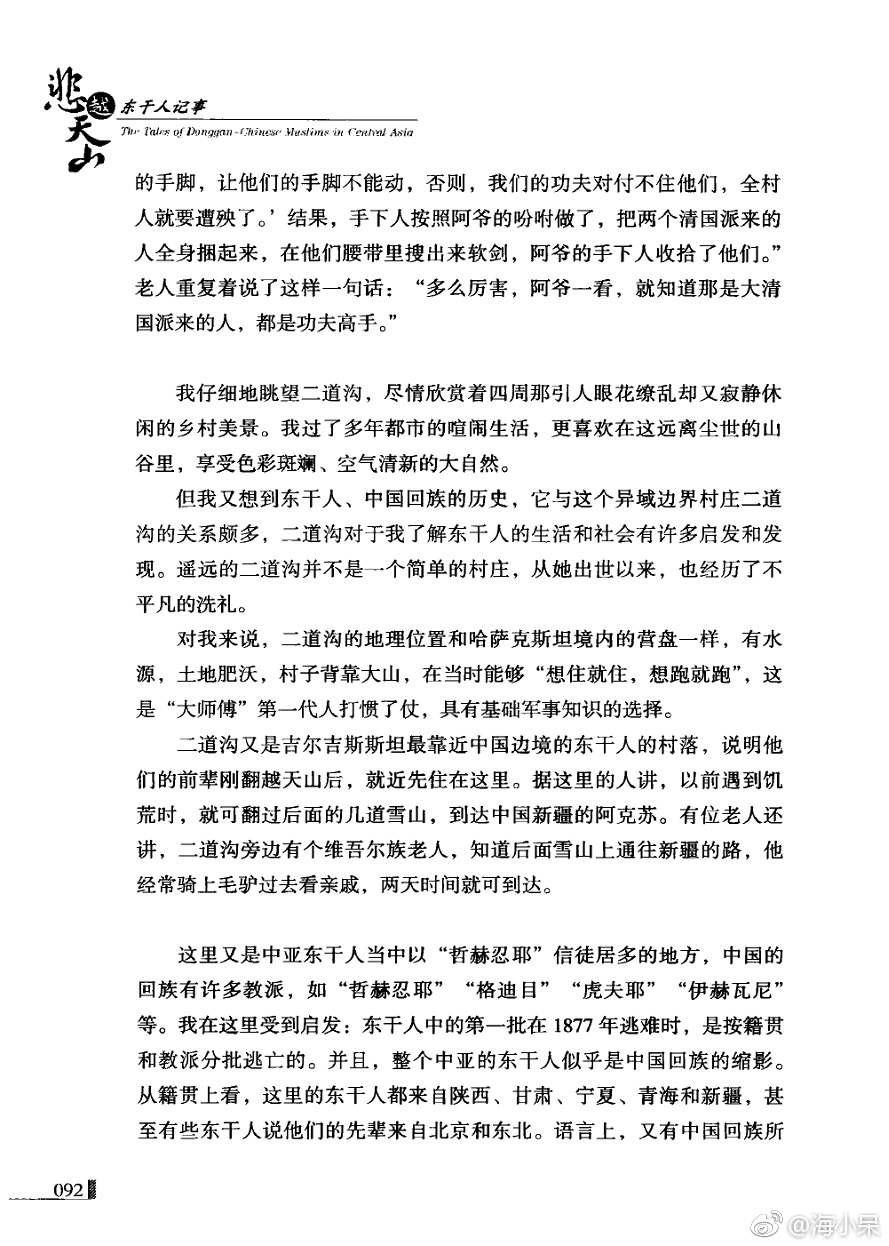 悲越天山
东干人记事
The Tales of Donggan-Chinese Muslims in Central Asia
的手脚，让他们的手脚不能动，否则，我们的功夫对付不住他们，全村
人就要遭殃了。’结果，手下人按照阿爷的吩咐做了，把两个清国派来的
人全身捆起来，在他们腰带里搜出来软剑，阿爷的手下人收拾了他们。”
老人重复着说了这样一句话：“多么厉害，阿爷一看，就知道那是大清
国派来的人，都是功夫高手。”
我仔细地眺望二道沟，尽情欣赏着四周那引人眼花缭乱却又寂静休
闲的乡村美景。我过了多年都市的喧闹生活，更喜欢在这远离尘世的山
谷里，享受色彩斑斓、空气清新的大自然。
但我又想到东干人、中国回族的历史，它与这个异域边界村庄二道
沟的关系颇多，二道沟对于我了解东干人的生活和社会有许多启发和发
现。遥远的二道沟并不是一个简单的村庄，从她出世以来，也经历了不
平凡的洗礼。
对我来说，二道沟的地理位置和哈萨克斯坦境内的营盘一样，有水
源，土地肥沃，村子背靠大山，在当时能够“想住就住，想跑就跑”，这
是“大师傅”第一代人打惯了仗，具有基础军事知识的选择。
二道沟又是吉尔吉斯斯坦最靠近中国边境的东干人的村落，说明他
们的前辈刚翻越天山后，就近先住在这里。据这里的人讲，以前遇到饥
荒时，就可翻过后面的几道雪山，到达中国新疆的阿克苏。有位老人还
讲，二道沟旁边有个维吾尔族老人，知道后面雪山上通往新疆的路，他
经常骑上毛驴过去看亲戚，两天时间就可到达。
这里又是中亚东干人当中以“哲赫忍耶”信徒居多的地方，中国的
回族有许多教派，如“哲赫忍耶”“格迪目”“虎夫耶”“伊赫瓦尼”
等。我在这里受到启发：东干人中的第一批在1877年逃难时，是按籍贯
和教派分批逃亡的。并且，整个中亚的东干人似乎是中国回族的缩影。
从籍贯上看，这里的东干人都来自陕西、甘肃、宁夏、青海和新疆，甚
至有些东干人说他们的先辈来自北京和东北。语言上，又有中国回族所
092
@海小呆